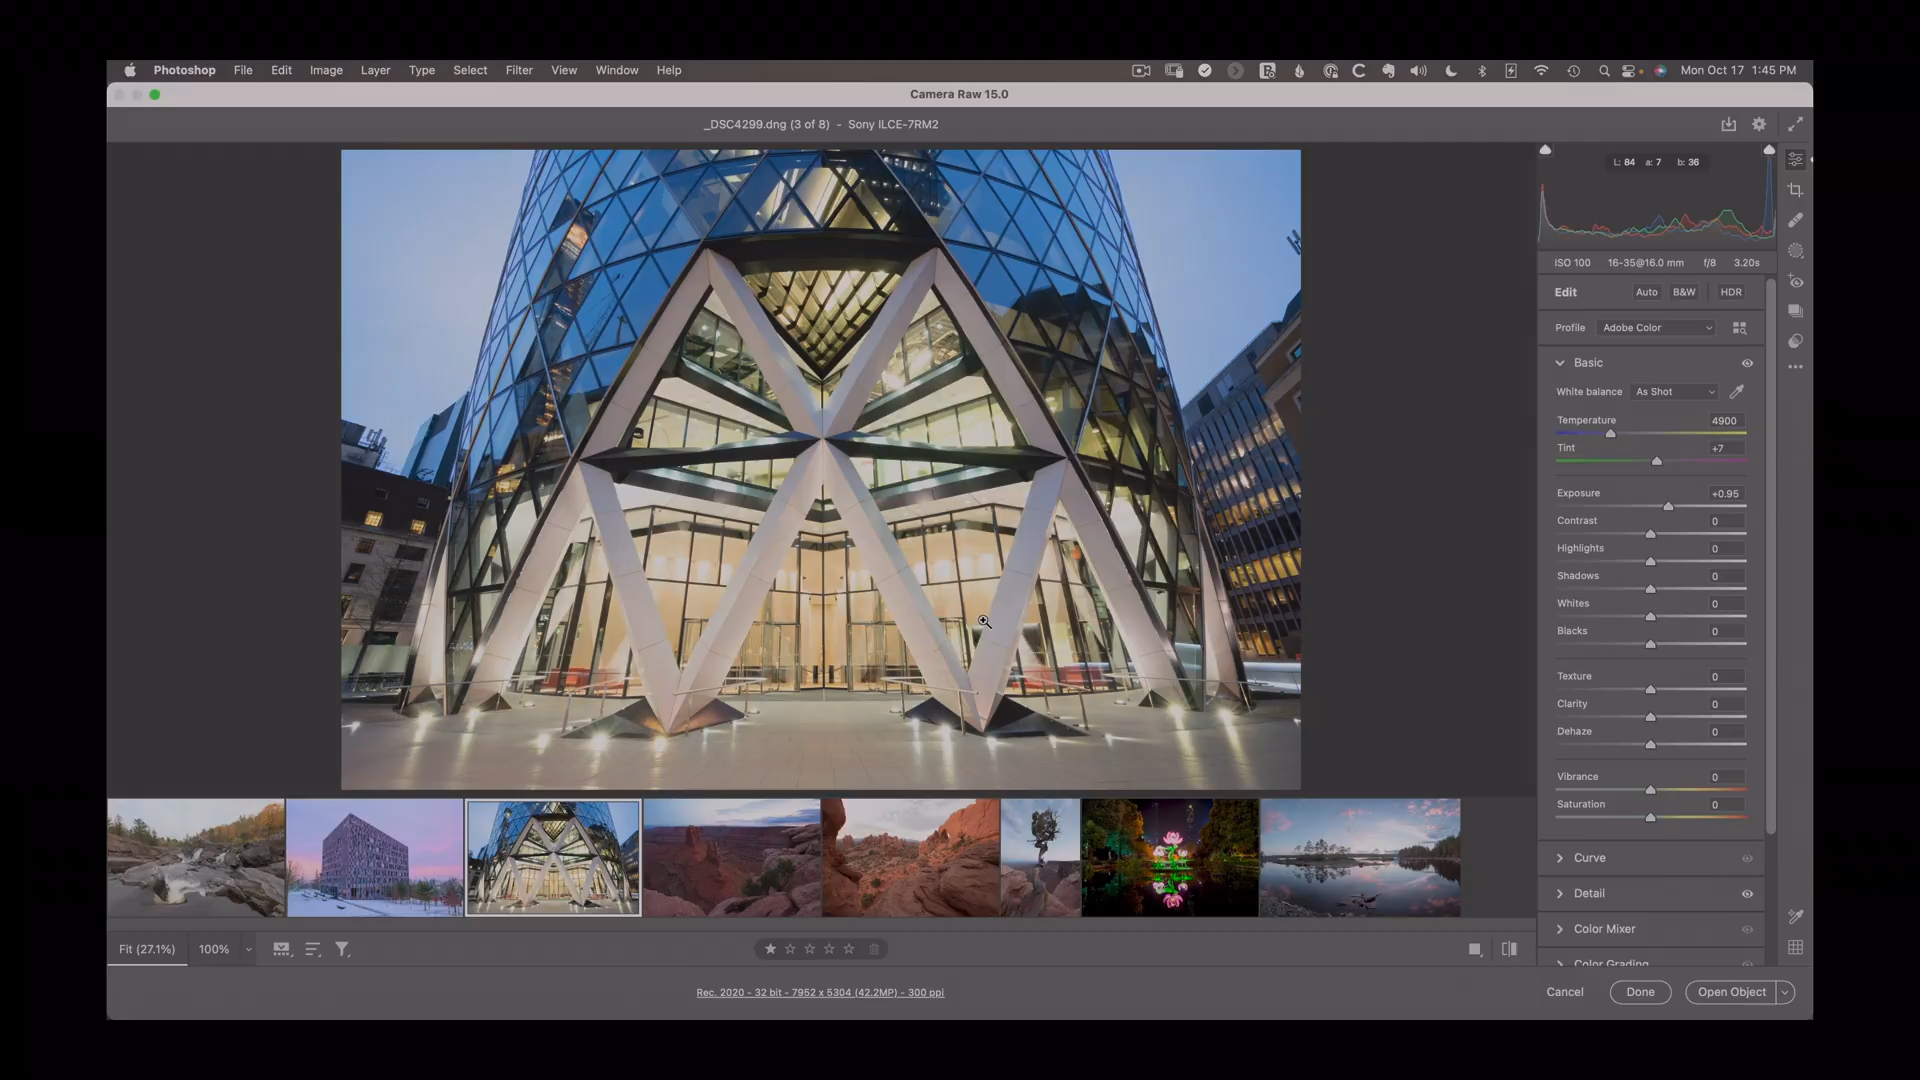 Photoshop File Edit Image Layer Type Select Filter View Window Help Mon Oct 17 1:45 PM
Camera Raw 15.0
_DSC4299.dng (3 of 8) - Sony ILCE-7RM2
L: 84 a: 7 b: 36
ISO 100 16-35@16.0 mm f/8 3.20s
Edit Auto B&W HDR
Profile Adobe Color
Basic
White balance As Shot
Temperature 4900
Tint +7
Exposure +0.95
Contrast 0
Highlights 0
Shadows 0
Whites 0
Blacks 0
Texture 0
Clarity 0
Dehaze 0
Vibrance 0
Saturation 0
Curve
Detail
Color Mixer
Color Grading
Fit (27.1%) 100%
Rec. 2020 - 32 bit - 7952 x 5304 (42.2MP) - 300 ppi
Cancel Done Open Object